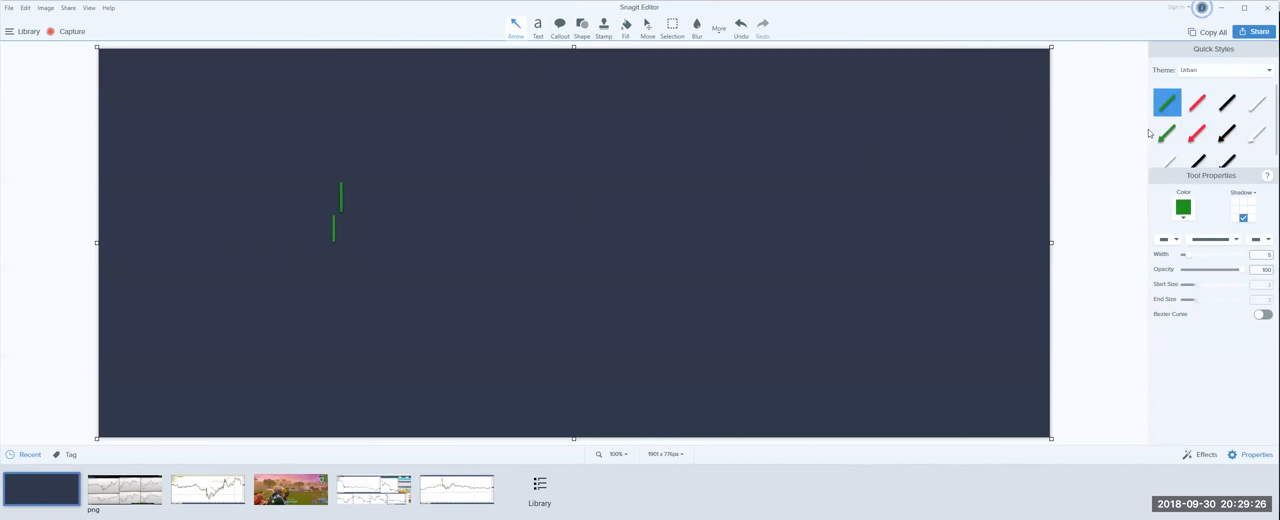 File Edit Image Share View Help
Snagit Editor
Sign in
Library Capture
Arrow Text Callout Shape Stamp Fill Move Selection Blur More Undo Redo
Copy All Share
Quick Styles
Theme: Urban
Tool Properties ?
Color Shadow
Width 5
Opacity 100
Start Size 3
End Size 3
Bezier Curve
Recent Tag
100% 1901 x 776px
Effects Properties
png
Library
2018-09-30 20:29:26